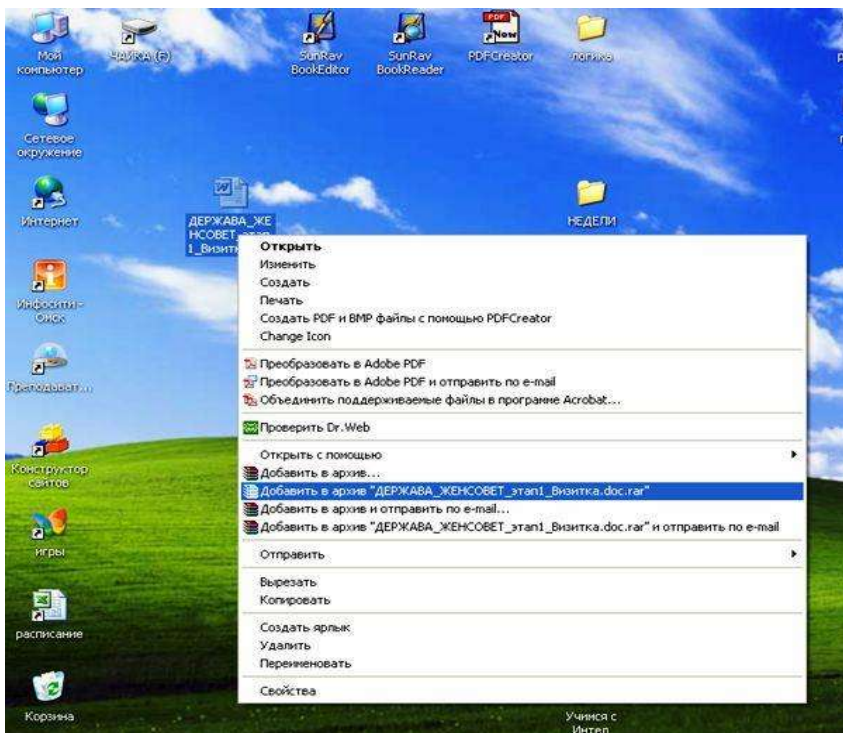 Мой
компьютер
ЧАЙКА (F)
SunRav
BookEditor
SunRav
BookReader
PDFCreator
логика
Сетевое
окружение
Интернет
ДЕРЖАВА_ЖЕ
НСОВЕТ_этап
1_Визитк
НЕДЕЛИ
Открыть
Изменить
Создать
Печать
Создать PDF и BMP файлы с помощью PDFCreator
Change Icon
Преобразовать в Adobe PDF
Преобразовать в Adobe PDF и отправить по e-mail
Объединить поддерживаемые файлы в программе Acrobat...
Проверить Dr.Web
Открыть с помощью
Добавить в архив...
Добавить в архив "ДЕРЖАВА_ЖЕНСОВЕТ_этап1_Визитка.doc.rar"
Добавить в архив и отправить по e-mail...
Добавить в архив "ДЕРЖАВА_ЖЕНСОВЕТ_этап1_Визитка.doc.rar" и отправить по e-mail
Отправить
Вырезать
Копировать
Создать ярлык
Удалить
Переименовать
Свойства
Инфосити-
Преподават...
Конструктор
сайтов
игры
расписание
Корзина
Учимся с
Интел